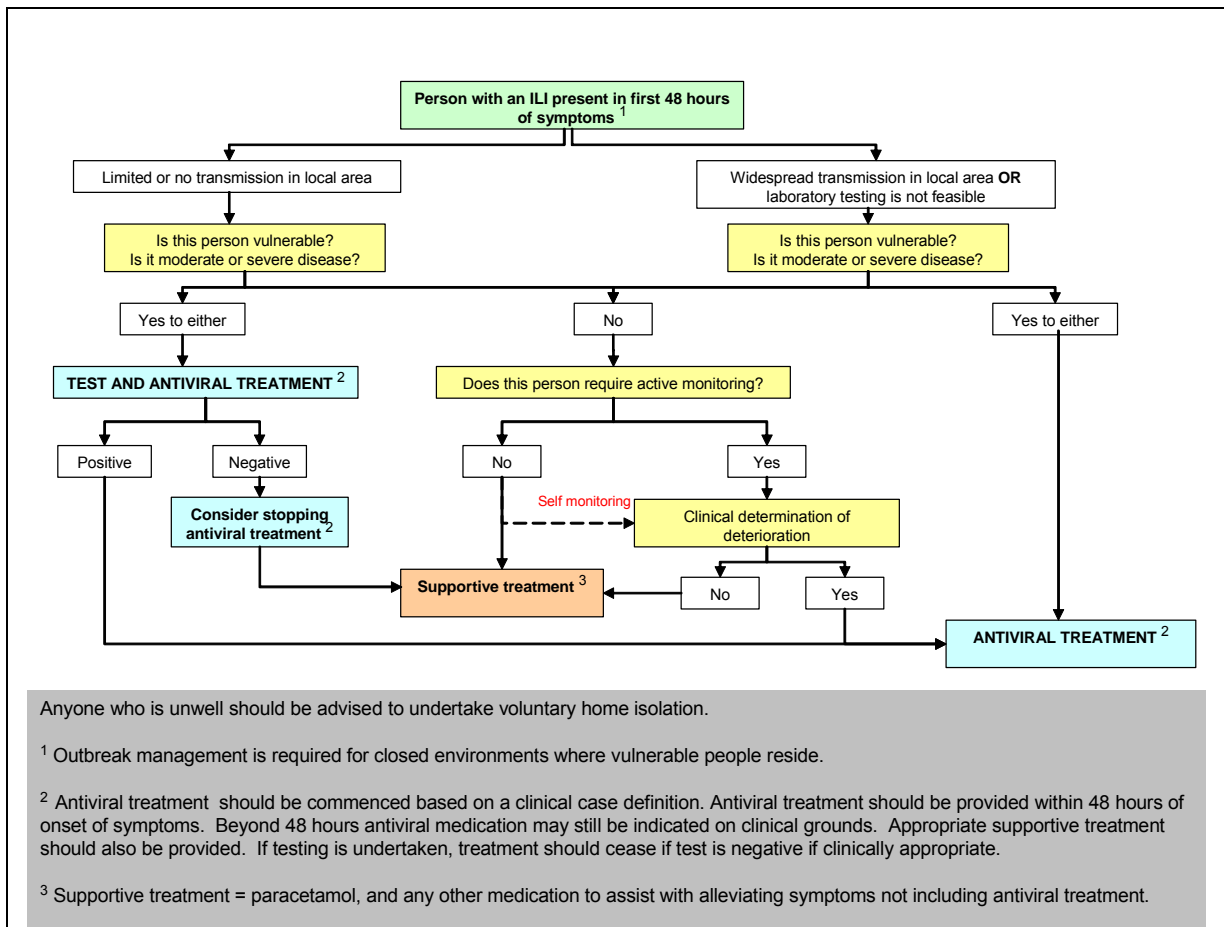 Person with an ILI present in first 48 hours
of symptoms 1
Limited or no transmission in local area
Widespread transmission in local area OR
laboratory testing is not feasible
Is this person vulnerable?
Is it moderate or severe disease?
Is this person vulnerable?
Is it moderate or severe disease?
Yes to either
No
Yes to either
TEST AND ANTIVIRAL TREATMENT 2
Does this person require active monitoring?
Positive
Negative
No
Yes
Self monitoring
Consider stopping
antiviral treatment 2
Clinical determination of
deterioration
Supportive treatment 3
No
Yes
ANTIVIRAL TREATMENT 2
Anyone who is unwell should be advised to undertake voluntary home isolation.
1 Outbreak management is required for closed environments where vulnerable people reside.
2 Antiviral treatment should be commenced based on a clinical case definition. Antiviral treatment should be provided within 48 hours of
onset of symptoms. Beyond 48 hours antiviral medication may still be indicated on clinical grounds. Appropriate supportive treatment
should also be provided. If testing is undertaken, treatment should cease if test is negative if clinically appropriate.
3 Supportive treatment = paracetamol, and any other medication to assist with alleviating symptoms not including antiviral treatment.